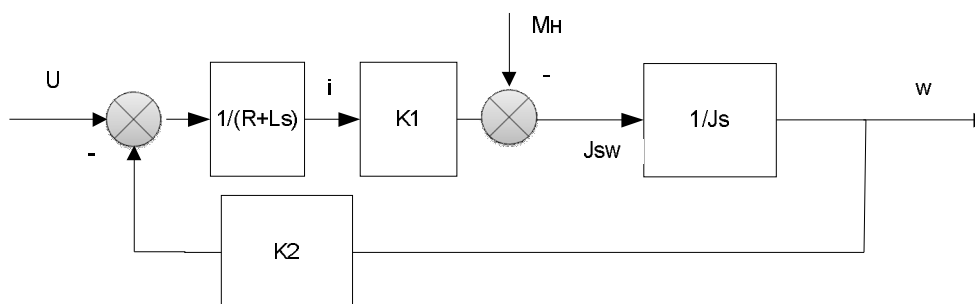 Mн
U
-
i
-
w
1/(R+Ls)
K1
1/Js
-
Jsw
K2